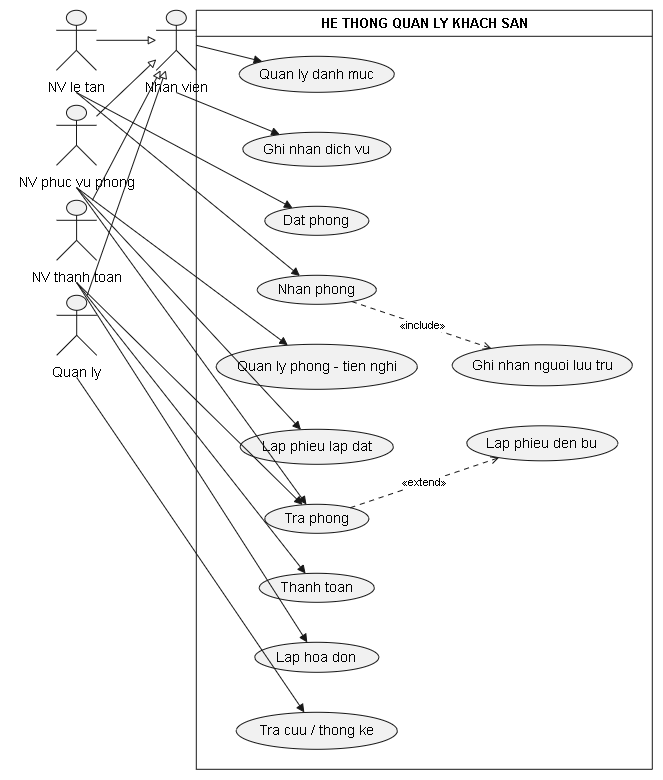 HE THONG QUAN LY KHACH SAN
NV le tan
Nhan vien
Quan ly danh muc
Ghi nhan dich vu
NV phuc vu phong
Dat phong
NV thanh toan
Nhan phong
«include»
Ghi nhan nguoi luu tru
Quan ly
Quan ly phong - tien nghi
Lap phieu lap dat
Lap phieu den bu
«extend»
Tra phong
Thanh toan
Lap hoa don
Tra cuu / thong ke